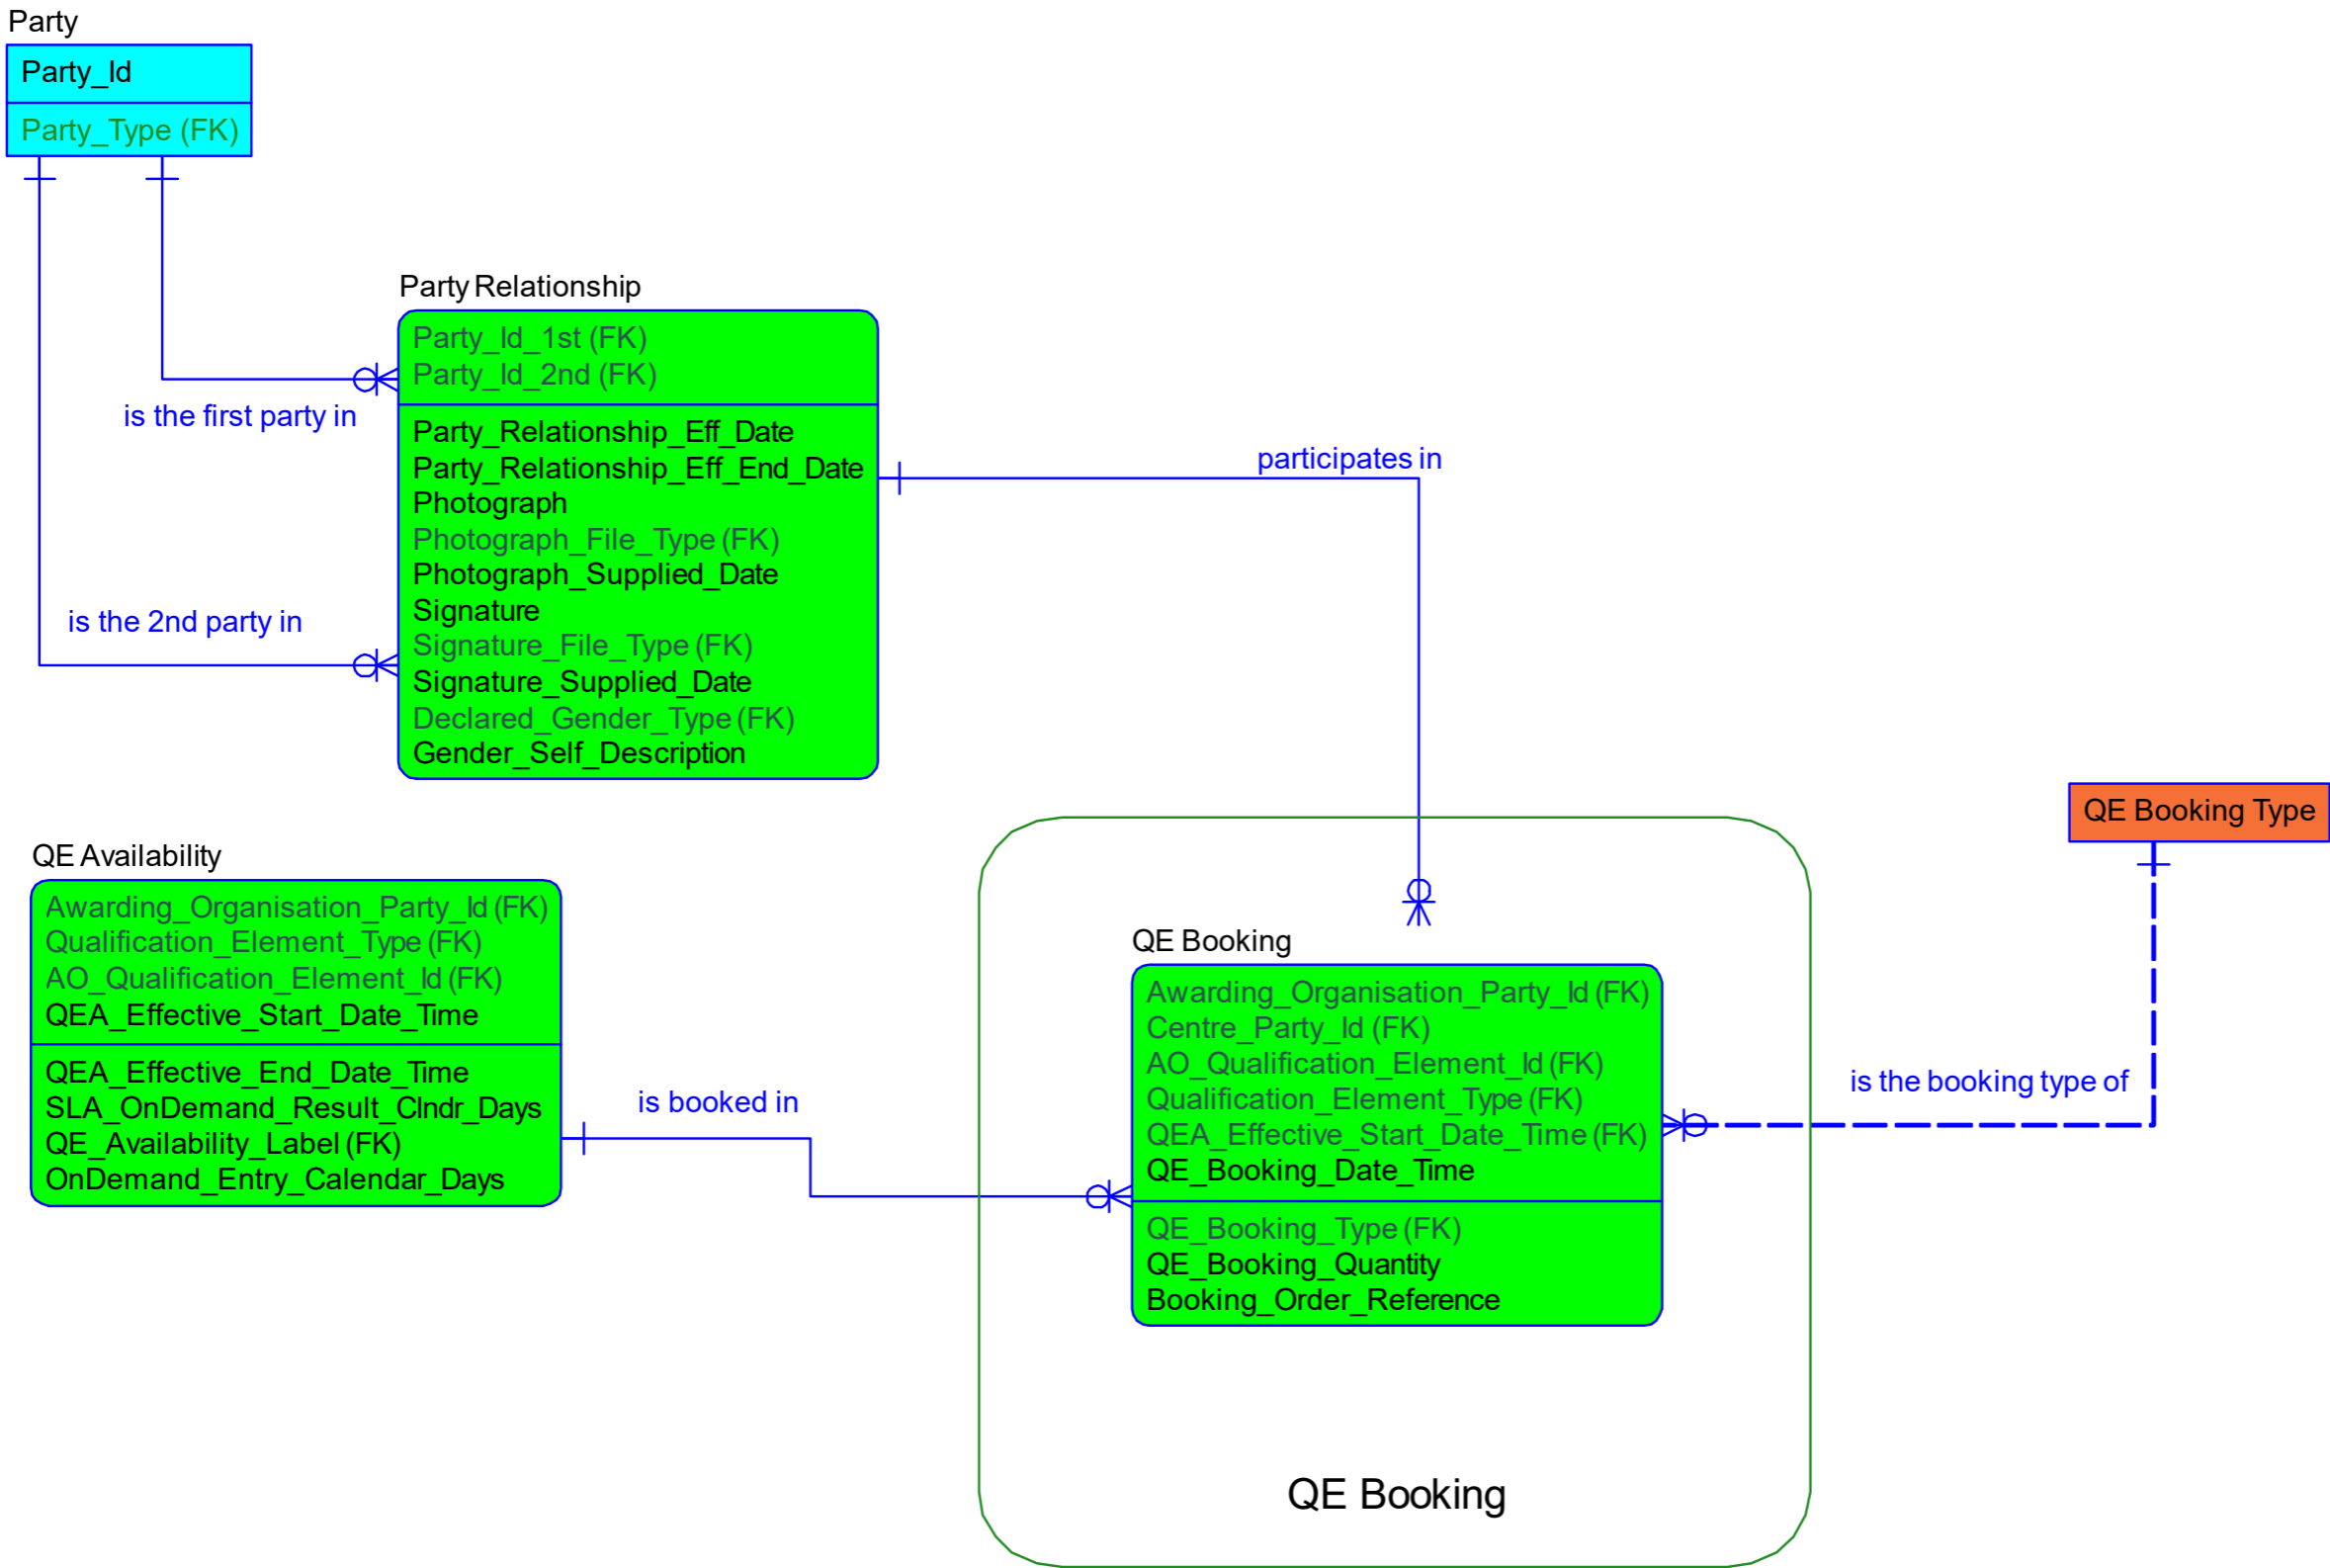 Party
Party_Id
Party_Type (FK)
Party Relationship
Party_Id_1st (FK)
Party_Id_2nd (FK)
Party_Relationship_Eff_Date
Party_Relationship_Eff_End_Date
Photograph
Photograph_File_Type (FK)
Photograph_Supplied_Date
Signature
Signature_File_Type (FK)
Signature_Supplied_Date
Declared_Gender_Type (FK)
Gender_Self_Description
is the first party in
is the 2nd party in
participates in
QE Booking Type
QE Availability
Awarding_Organisation_Party_Id (FK)
Qualification_Element_Type (FK)
AO_Qualification_Element_Id (FK)
QEA_Effective_Start_Date_Time
QEA_Effective_End_Date_Time
SLA_OnDemand_Result_Clndr_Days
QE_Availability_Label (FK)
OnDemand_Entry_Calendar_Days
is booked in
QE Booking
Awarding_Organisation_Party_Id (FK)
Centre_Party_Id (FK)
AO_Qualification_Element_Id (FK)
Qualification_Element_Type (FK)
QEA_Effective_Start_Date_Time (FK)
QE_Booking_Date_Time
QE_Booking_Type (FK)
QE_Booking_Quantity
Booking_Order_Reference
is the booking type of
QE Booking